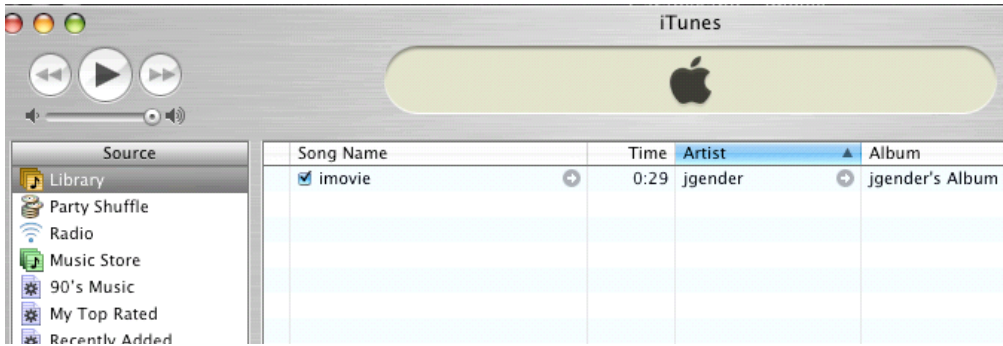 iTunes
Source
Song Name Time Artist Album
Library
imovie 0:29 jgender jgender's Album
Party Shuffle
Radio
Music Store
90's Music
My Top Rated
Recently Added